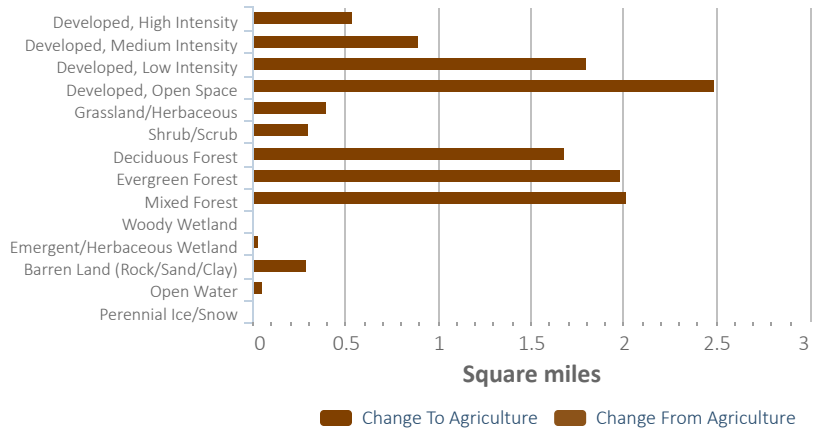 Developed, High Intensity
Developed, Medium Intensity
Developed, Low Intensity
Developed, Open Space
Grassland/Herbaceous
Shrub/Scrub
Deciduous Forest
Evergreen Forest
Mixed Forest
Woody Wetland
Emergent/Herbaceous Wetland
Barren Land (Rock/Sand/Clay)
Open Water
Perennial Ice/Snow
0 0.5 1 1.5 2 2.5 3
Square miles
Change To Agriculture Change From Agriculture